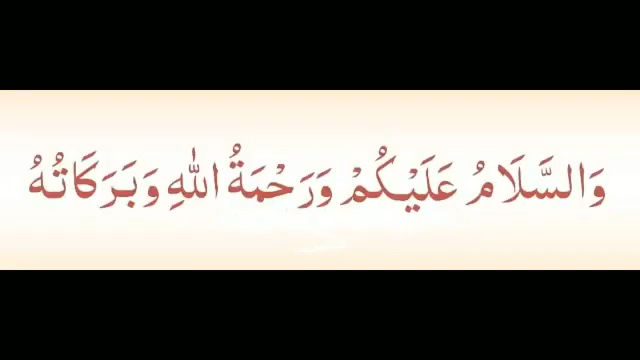 وَالسَّلَامُ عَلَيْكُمْ وَرَحْمَةُ اللهِ وَبَرَكَاتُهُ